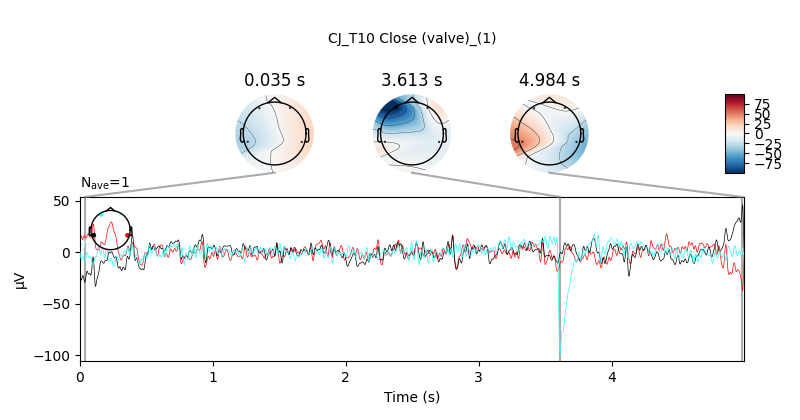 CJ_T10 Close (valve)_(1)
0.035 s
3.613 s
4.984 s
75
50
25
0
−25
−50
−75
Nave=1
50
0
−50
−100
µV
0
1
2
3
4
Time (s)